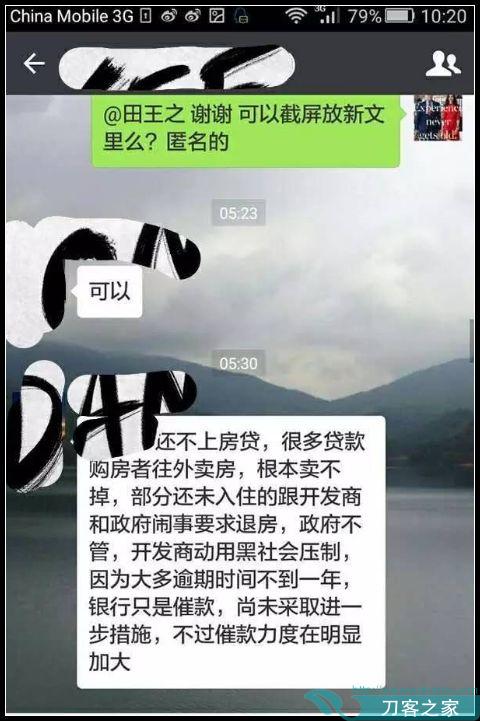 China Mobile 3G
3G
79%
10:20
@田王之 谢谢 可以截屏放新文
里么？匿名的
Experience
never
gets old.
05:23
可以
05:30
还不上房贷，很多贷款
购房者往外卖房，根本卖不
掉，部分还未入住的跟开发商
和政府闹事要求退房，政府不
管，开发商动用黑社会压制，
因为大多逾期时间不到一年，
银行只是催款，尚未采取进一
步措施，不过催款力度在明显
加大
刀客之家